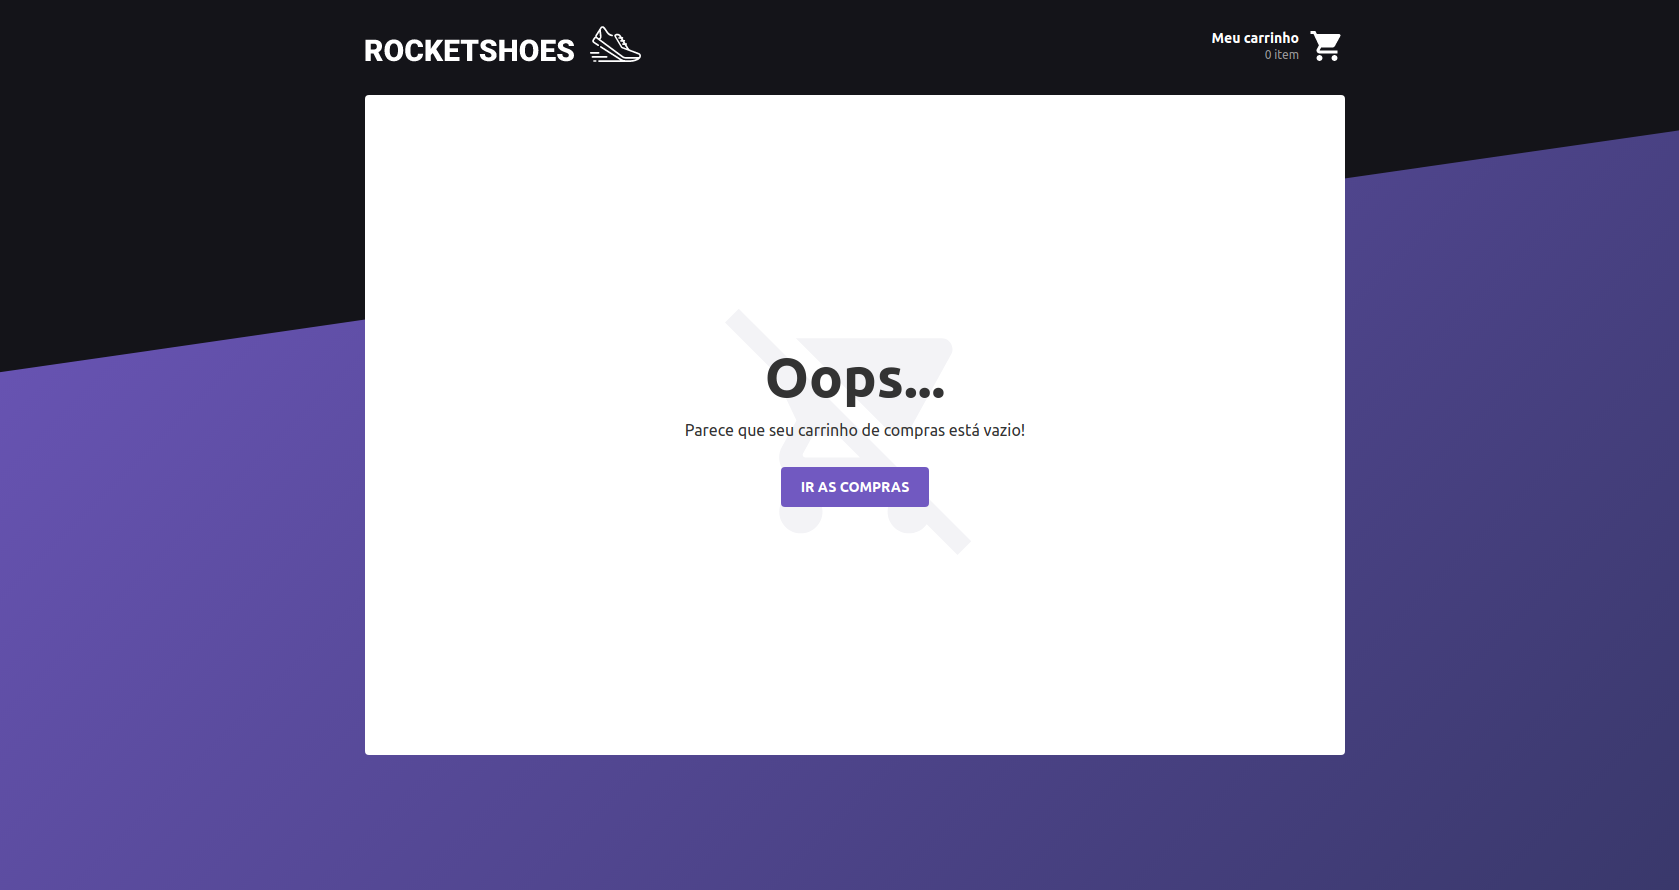 ROCKETSHOES
Meu carrinho
0 item
Oops...
Parece que seu carrinho de compras está vazio!
IR AS COMPRAS